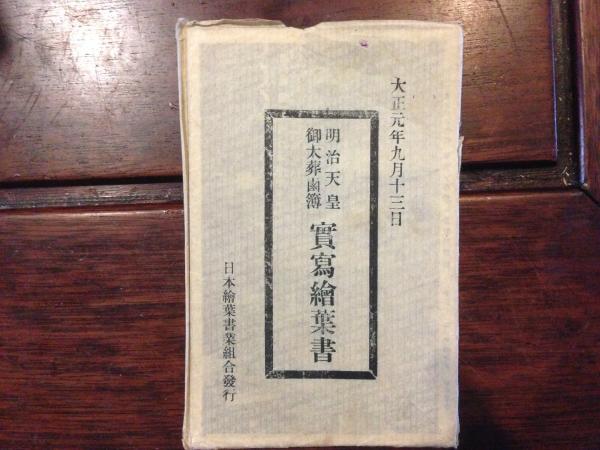 大正元年九月十三日
明治天皇
御大葬鹵簿
實寫繪葉書
日本繪葉書業組合發行